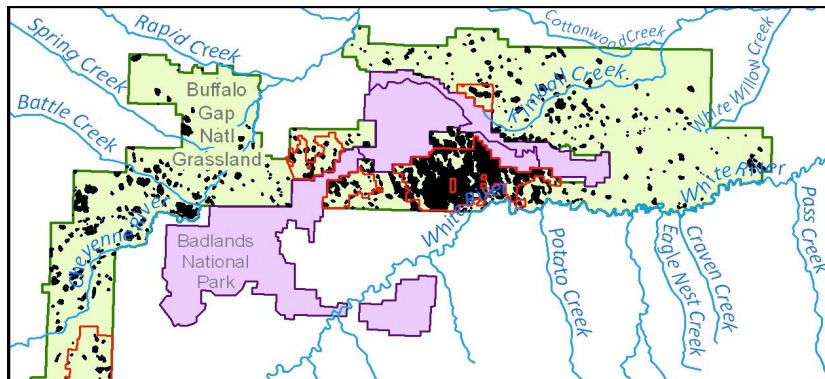 Rapid Creek
Spring Creek
Battle Creek
Buffalo
Gap
Natl
Grassland
Cheyenne River
Badlands
National
Park
Cottonwood Creek
Kimball Creek
White Willow Creek
White River
White River
Potato Creek
Eagle Nest Creek
Craven Creek
Pass Creek